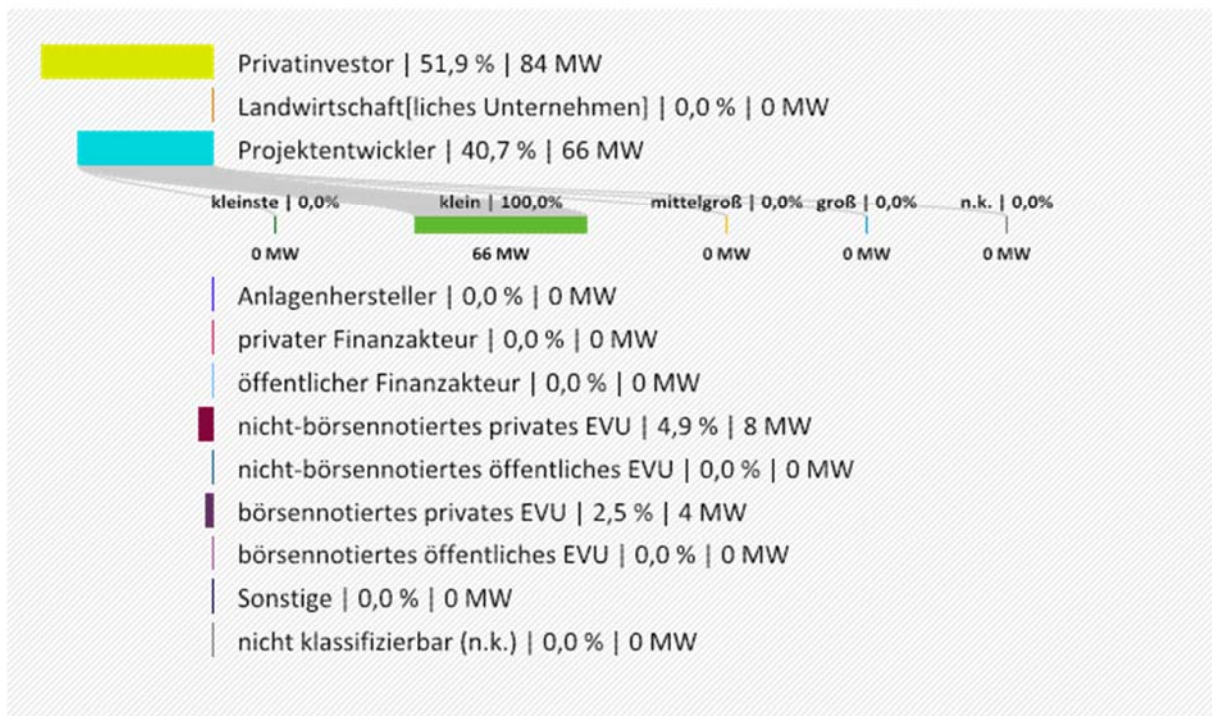 Privatinvestor | 51,9 % | 84 MW
Landwirtschaft[liches Unternehmen] | 0,0 % | 0 MW
Projektentwickler | 40,7 % | 66 MW
kleinste | 0,0% klein | 100,0% mittelgroß | 0,0% groß | 0,0% n.k. | 0,0%
0 MW 66 MW 0 MW 0 MW 0 MW
Anlagenhersteller | 0,0 % | 0 MW
privater Finanzakteur | 0,0 % | 0 MW
öffentlicher Finanzakteur | 0,0 % | 0 MW
nicht-börsennotiertes privates EVU | 4,9 % | 8 MW
nicht-börsennotiertes öffentliches EVU | 0,0 % | 0 MW
börsennotiertes privates EVU | 2,5 % | 4 MW
börsennotiertes öffentliches EVU | 0,0 % | 0 MW
Sonstige | 0,0 % | 0 MW
nicht klassifizierbar (n.k.) | 0,0 % | 0 MW